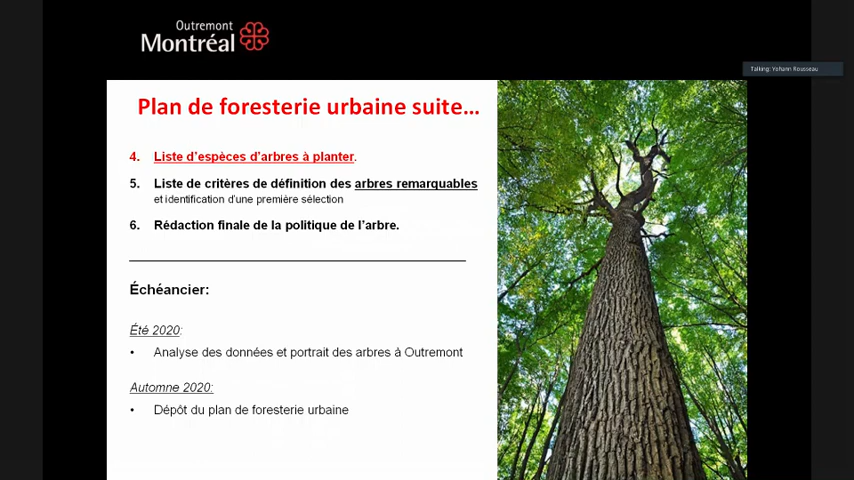 Outremont
Montréal
Talking: Yohann Rousseau
Plan de foresterie urbaine suite...
4. Liste d'espèces d'arbres à planter.
5. Liste de critères de définition des arbres remarquables
et identification d'une première sélection
6. Rédaction finale de la politique de l'arbre.
Échéancier:
Été 2020:
• Analyse des données et portrait des arbres à Outremont
Automne 2020:
• Dépôt du plan de foresterie urbaine